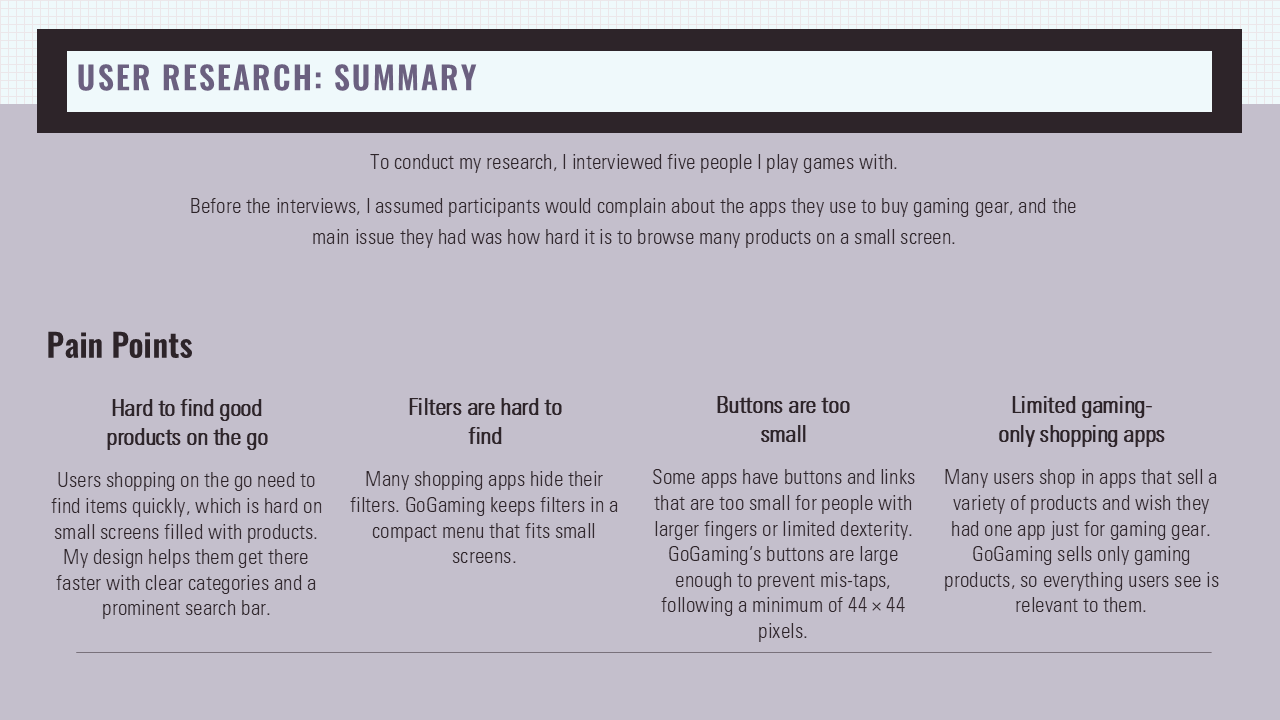 USER RESEARCH: SUMMARY
To conduct my research, I interviewed five people I play games with.
Before the interviews, I assumed participants would complain about the apps they use to buy gaming gear, and the
main issue they had was how hard it is to browse many products on a small screen.
Pain Points
Hard to find good
products on the go
Users shopping on the go need to
find items quickly, which is hard on
small screens filled with products.
My design helps them get there
faster with clear categories and a
prominent search bar.
Filters are hard to
find
Many shopping apps hide their
filters. GoGaming keeps filters in a
compact menu that fits small
screens.
Buttons are too
small
Some apps have buttons and links
that are too small for people with
larger fingers or limited dexterity.
GoGaming’s buttons are large
enough to prevent mis-taps,
following a minimum of 44 × 44
pixels.
Limited gaming-
only shopping apps
Many users shop in apps that sell a
variety of products and wish they
had one app just for gaming gear.
GoGaming sells only gaming
products, so everything users see is
relevant to them.